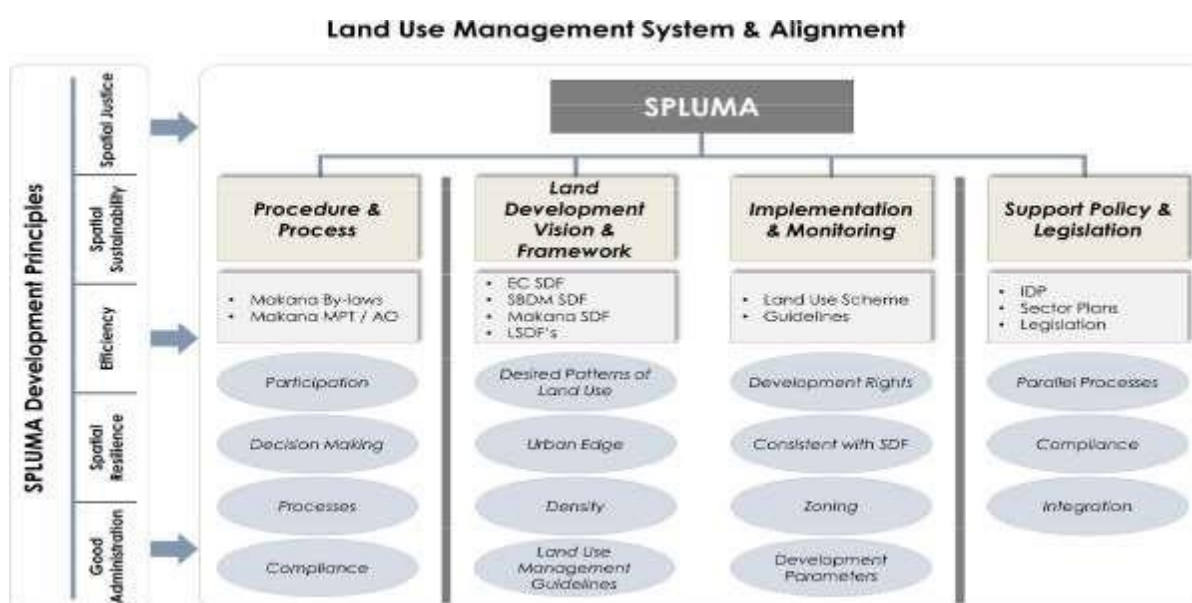 Land Use Management System & Alignment
SPLUMA Development Principles
Spatial Justice
Spatial
Sustainability
Efficiency
Spatial
Resilience
Good
Administration
SPLUMA
Procedure &
Process
• Makana By-laws
• Makana MPT / AO
Participation
Decision Making
Processes
Compliance
Land
Development
Vision &
Framework
• EC SDF
• SBDM SDF
• Makana SDF
• LSDF's
Desired Patterns of
Land Use
Urban Edge
Density
Land Use
Management
Guidelines
Implementation
& Monitoring
• Land Use Scheme
• Guidelines
Development Rights
Consistent with SDF
Zoning
Development
Parameters
Support Policy &
Legislation
• IDP
• Sector Plans
• Legislation
Parallel Processes
Compliance
Integration